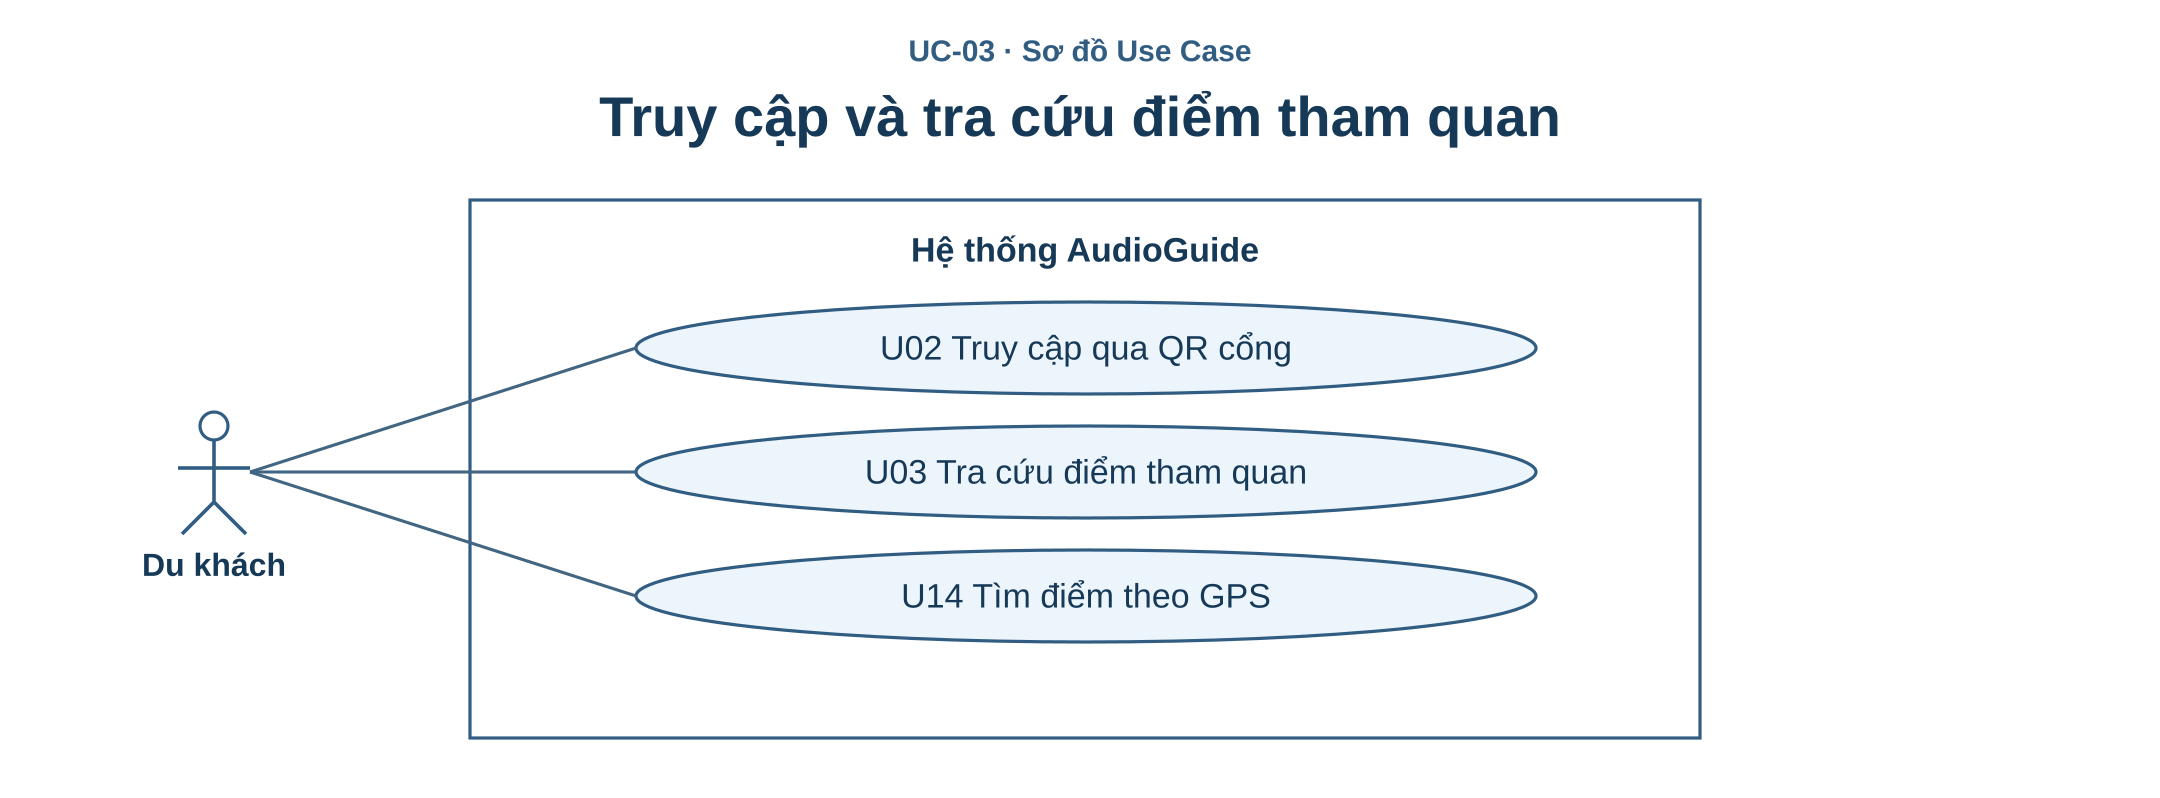 UC-03 · Sơ đồ Use Case
Truy cập và tra cứu điểm tham quan
Hệ thống AudioGuide
U02 Truy cập qua QR cổng
U03 Tra cứu điểm tham quan
U14 Tìm điểm theo GPS
Du khách